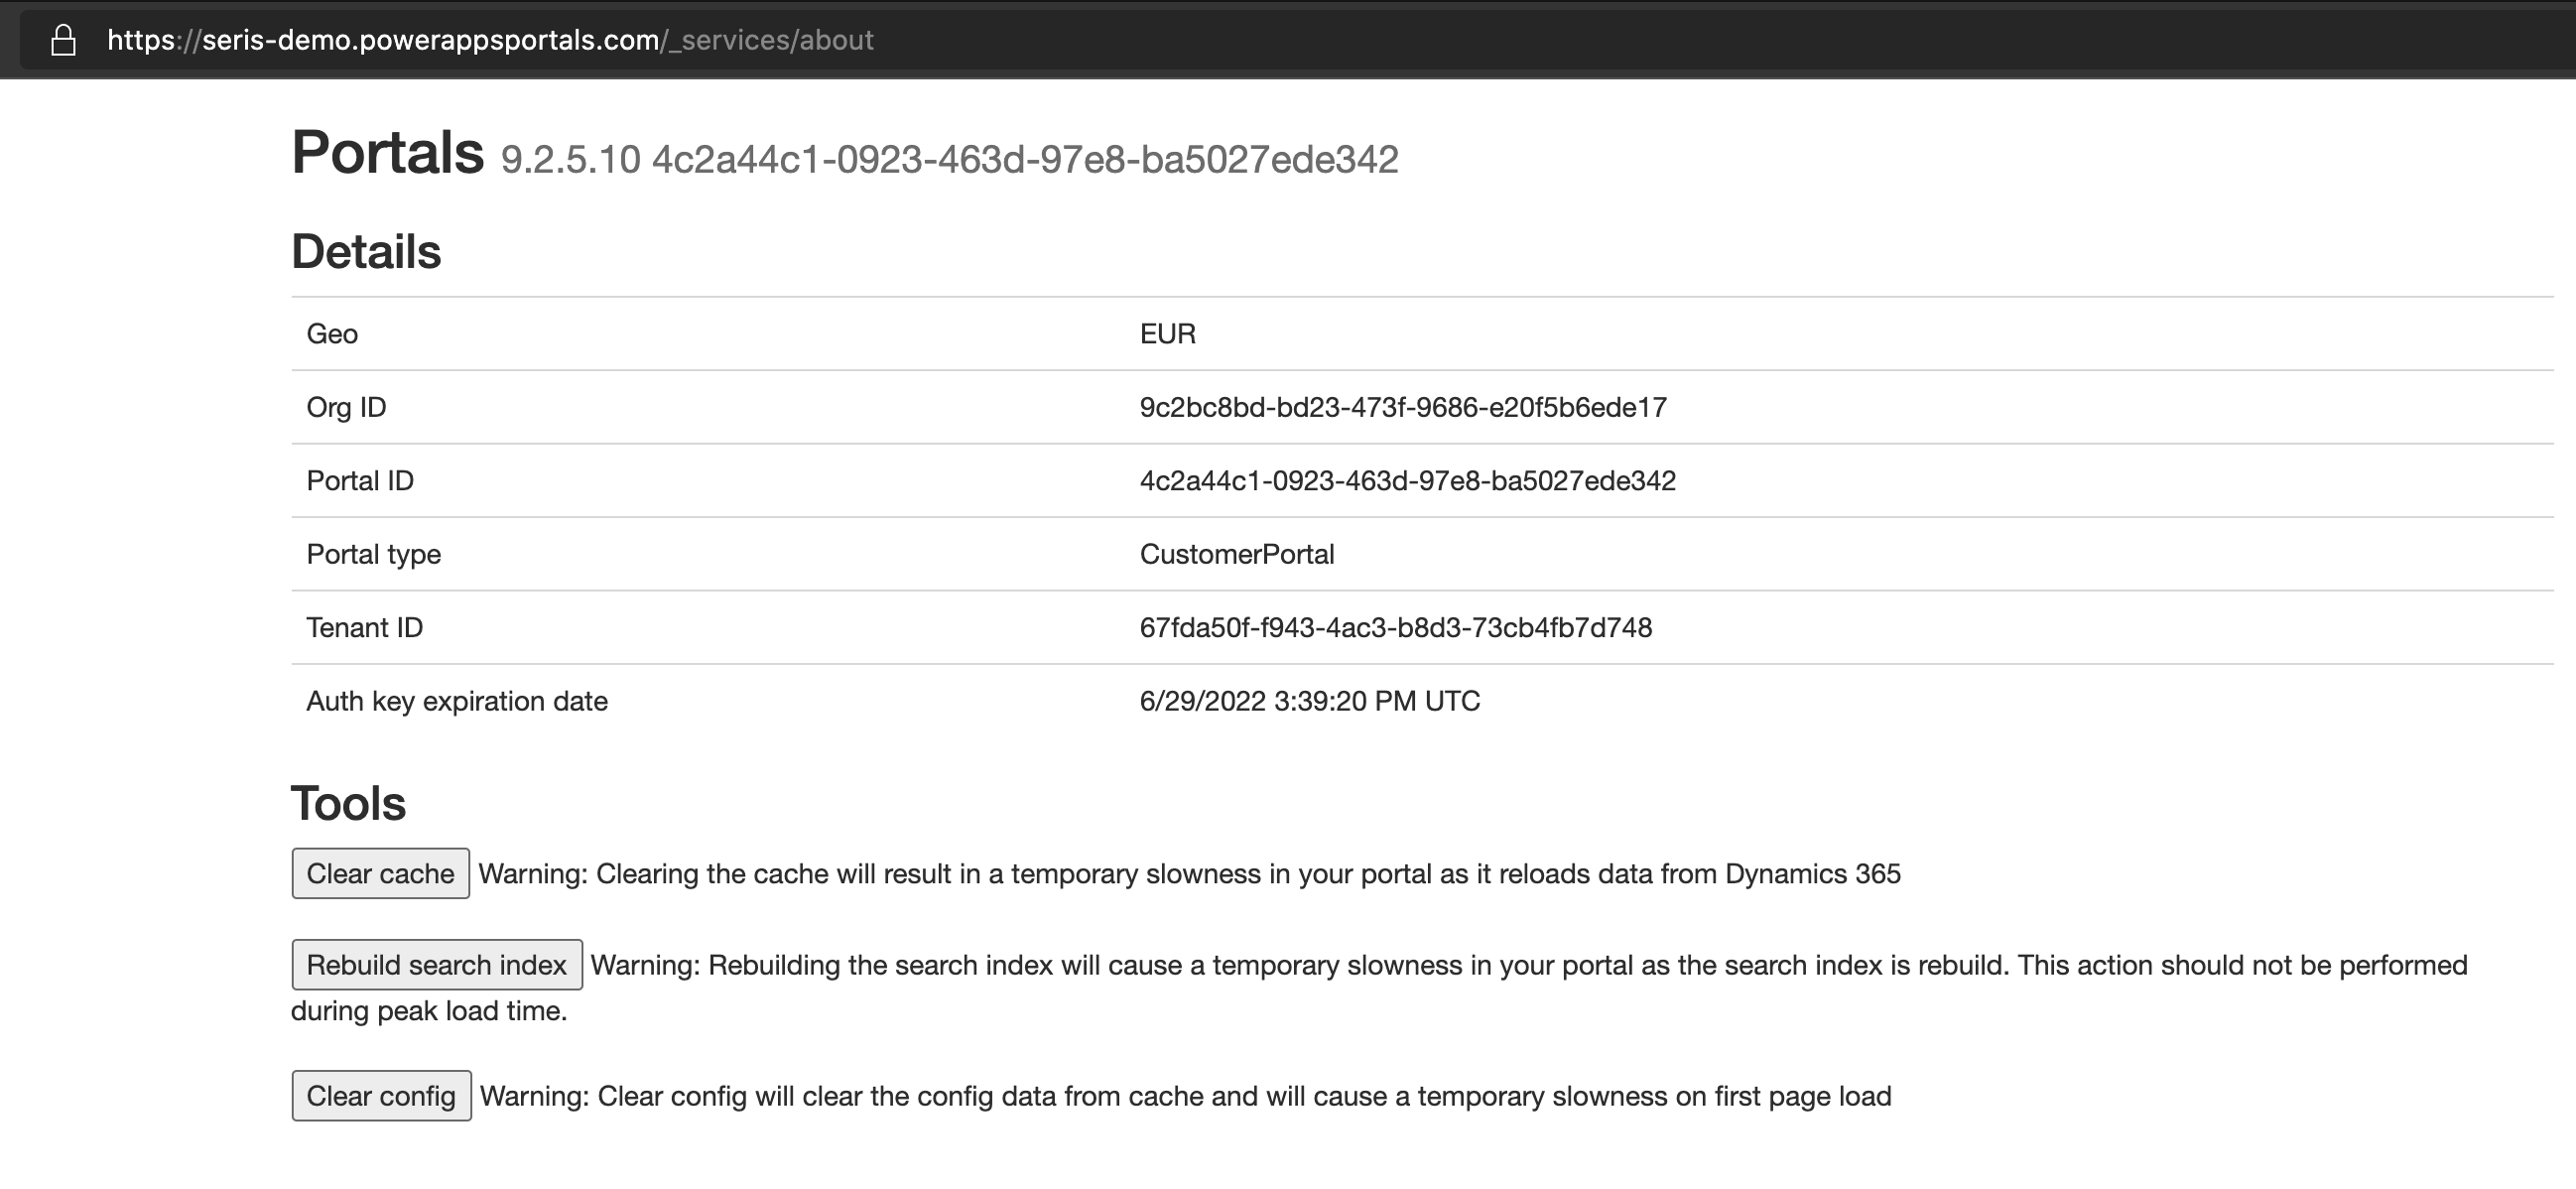 https://seris-demo.powerappsportals.com/_services/about
Portals 9.2.5.10 4c2a44c1-0923-463d-97e8-ba5027ede342
Details
Geo EUR
Org ID 9c2bc8bd-bd23-473f-9686-e20f5b6ede17
Portal ID 4c2a44c1-0923-463d-97e8-ba5027ede342
Portal type CustomerPortal
Tenant ID 67fda50f-f943-4ac3-b8d3-73cb4fb7d748
Auth key expiration date 6/29/2022 3:39:20 PM UTC
Tools
Clear cache Warning: Clearing the cache will result in a temporary slowness in your portal as it reloads data from Dynamics 365
Rebuild search index Warning: Rebuilding the search index will cause a temporary slowness in your portal as the search index is rebuild. This action should not be performed
during peak load time.
Clear config Warning: Clear config will clear the config data from cache and will cause a temporary slowness on first page load